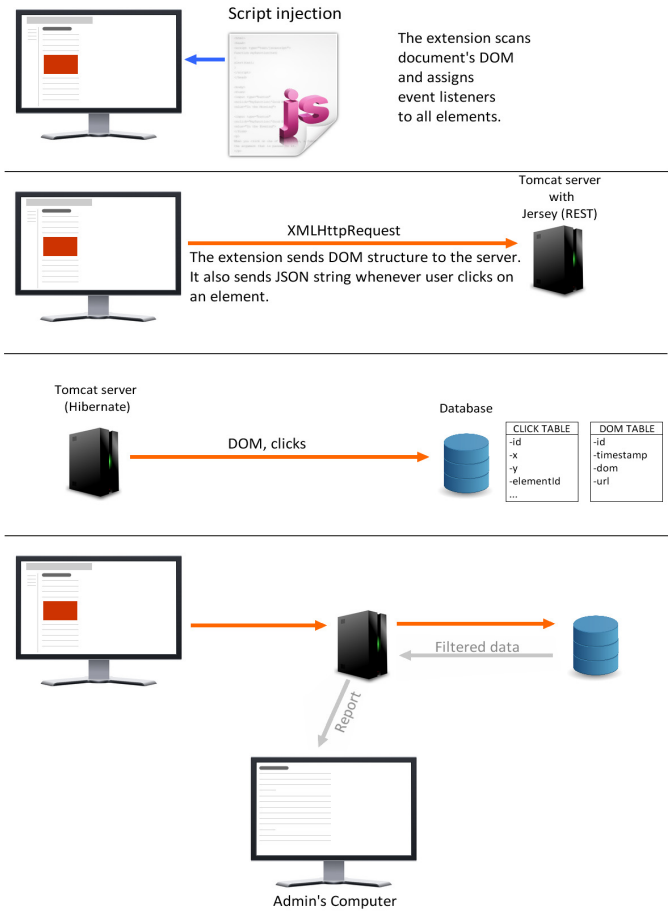 Script injection
js
The extension scans
document's DOM
and assigns
event listeners
to all elements.
Tomcat server
with
Jersey (REST)
XMLHttpRequest
The extension sends DOM structure to the server.
It also sends JSON string whenever user clicks on
an element.
Tomcat server
(Hibernate)
DOM, clicks
Database
CLICK TABLE
-id
-x
-y
-elementId
...
DOM TABLE
-id
-timestamp
-dom
-url
Filtered data
Report
Admin's Computer